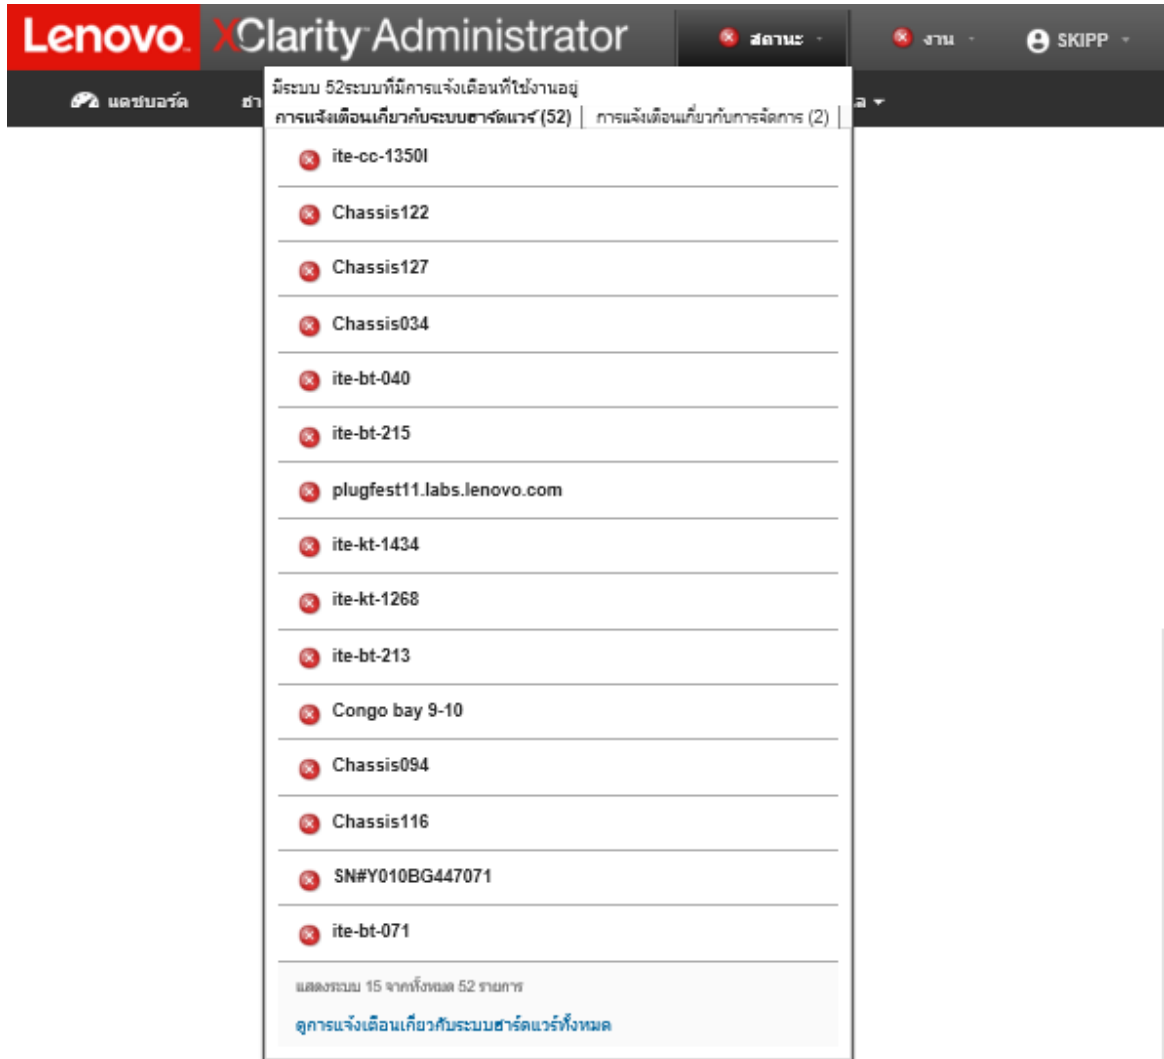 Lenovo. XClarity Administrator สถานะ งาน SKIPP
แดชบอร์ด ฮา
มีระบบ 52ระบบที่มีการแจ้งเตือนที่ใช้งานอยู่
การแจ้งเตือนเกี่ยวกับระบบฮาร์ดแวร์ (52) การแจ้งเตือนเกี่ยวกับการจัดการ (2)
ite-cc-1350l
Chassis122
Chassis127
Chassis034
ite-bt-040
ite-bt-215
plugfest11.labs.lenovo.com
ite-kt-1434
ite-kt-1268
ite-bt-213
Congo bay 9-10
Chassis094
Chassis116
SN#Y010BG447071
ite-bt-071
แสดงระบบ 15 จากทั้งหมด 52 รายการ
ดูการแจ้งเตือนเกี่ยวกับระบบฮาร์ดแวร์ทั้งหมด